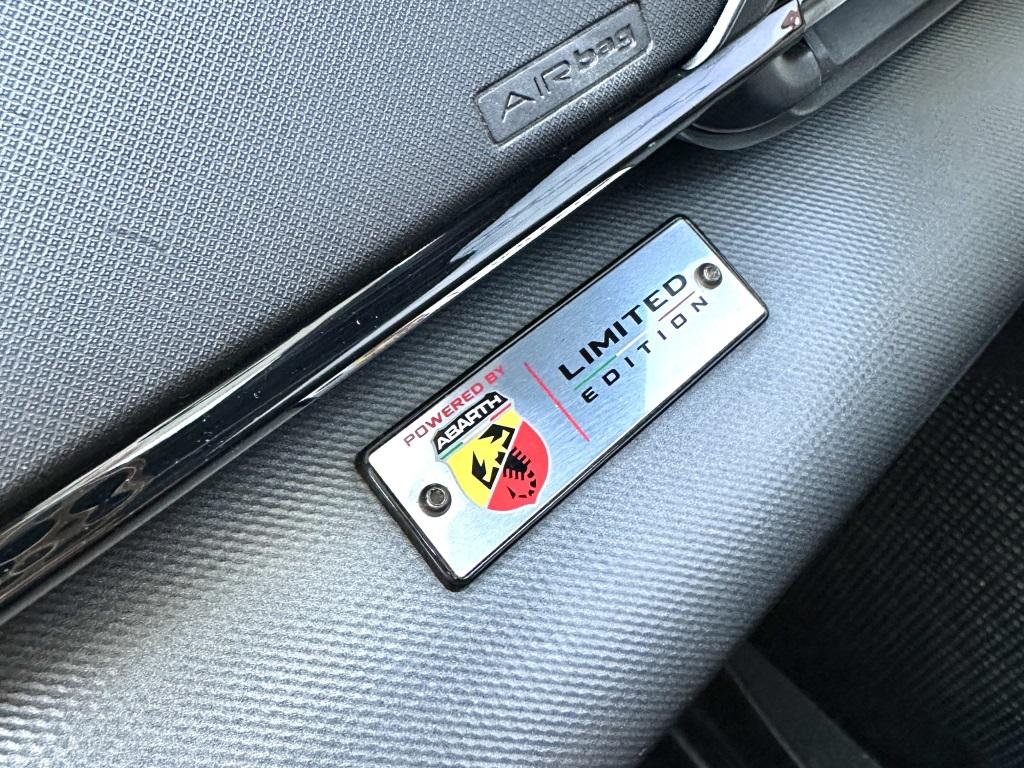 AIRbag
POWERED BY
ABARTH
LIMITED
EDITION